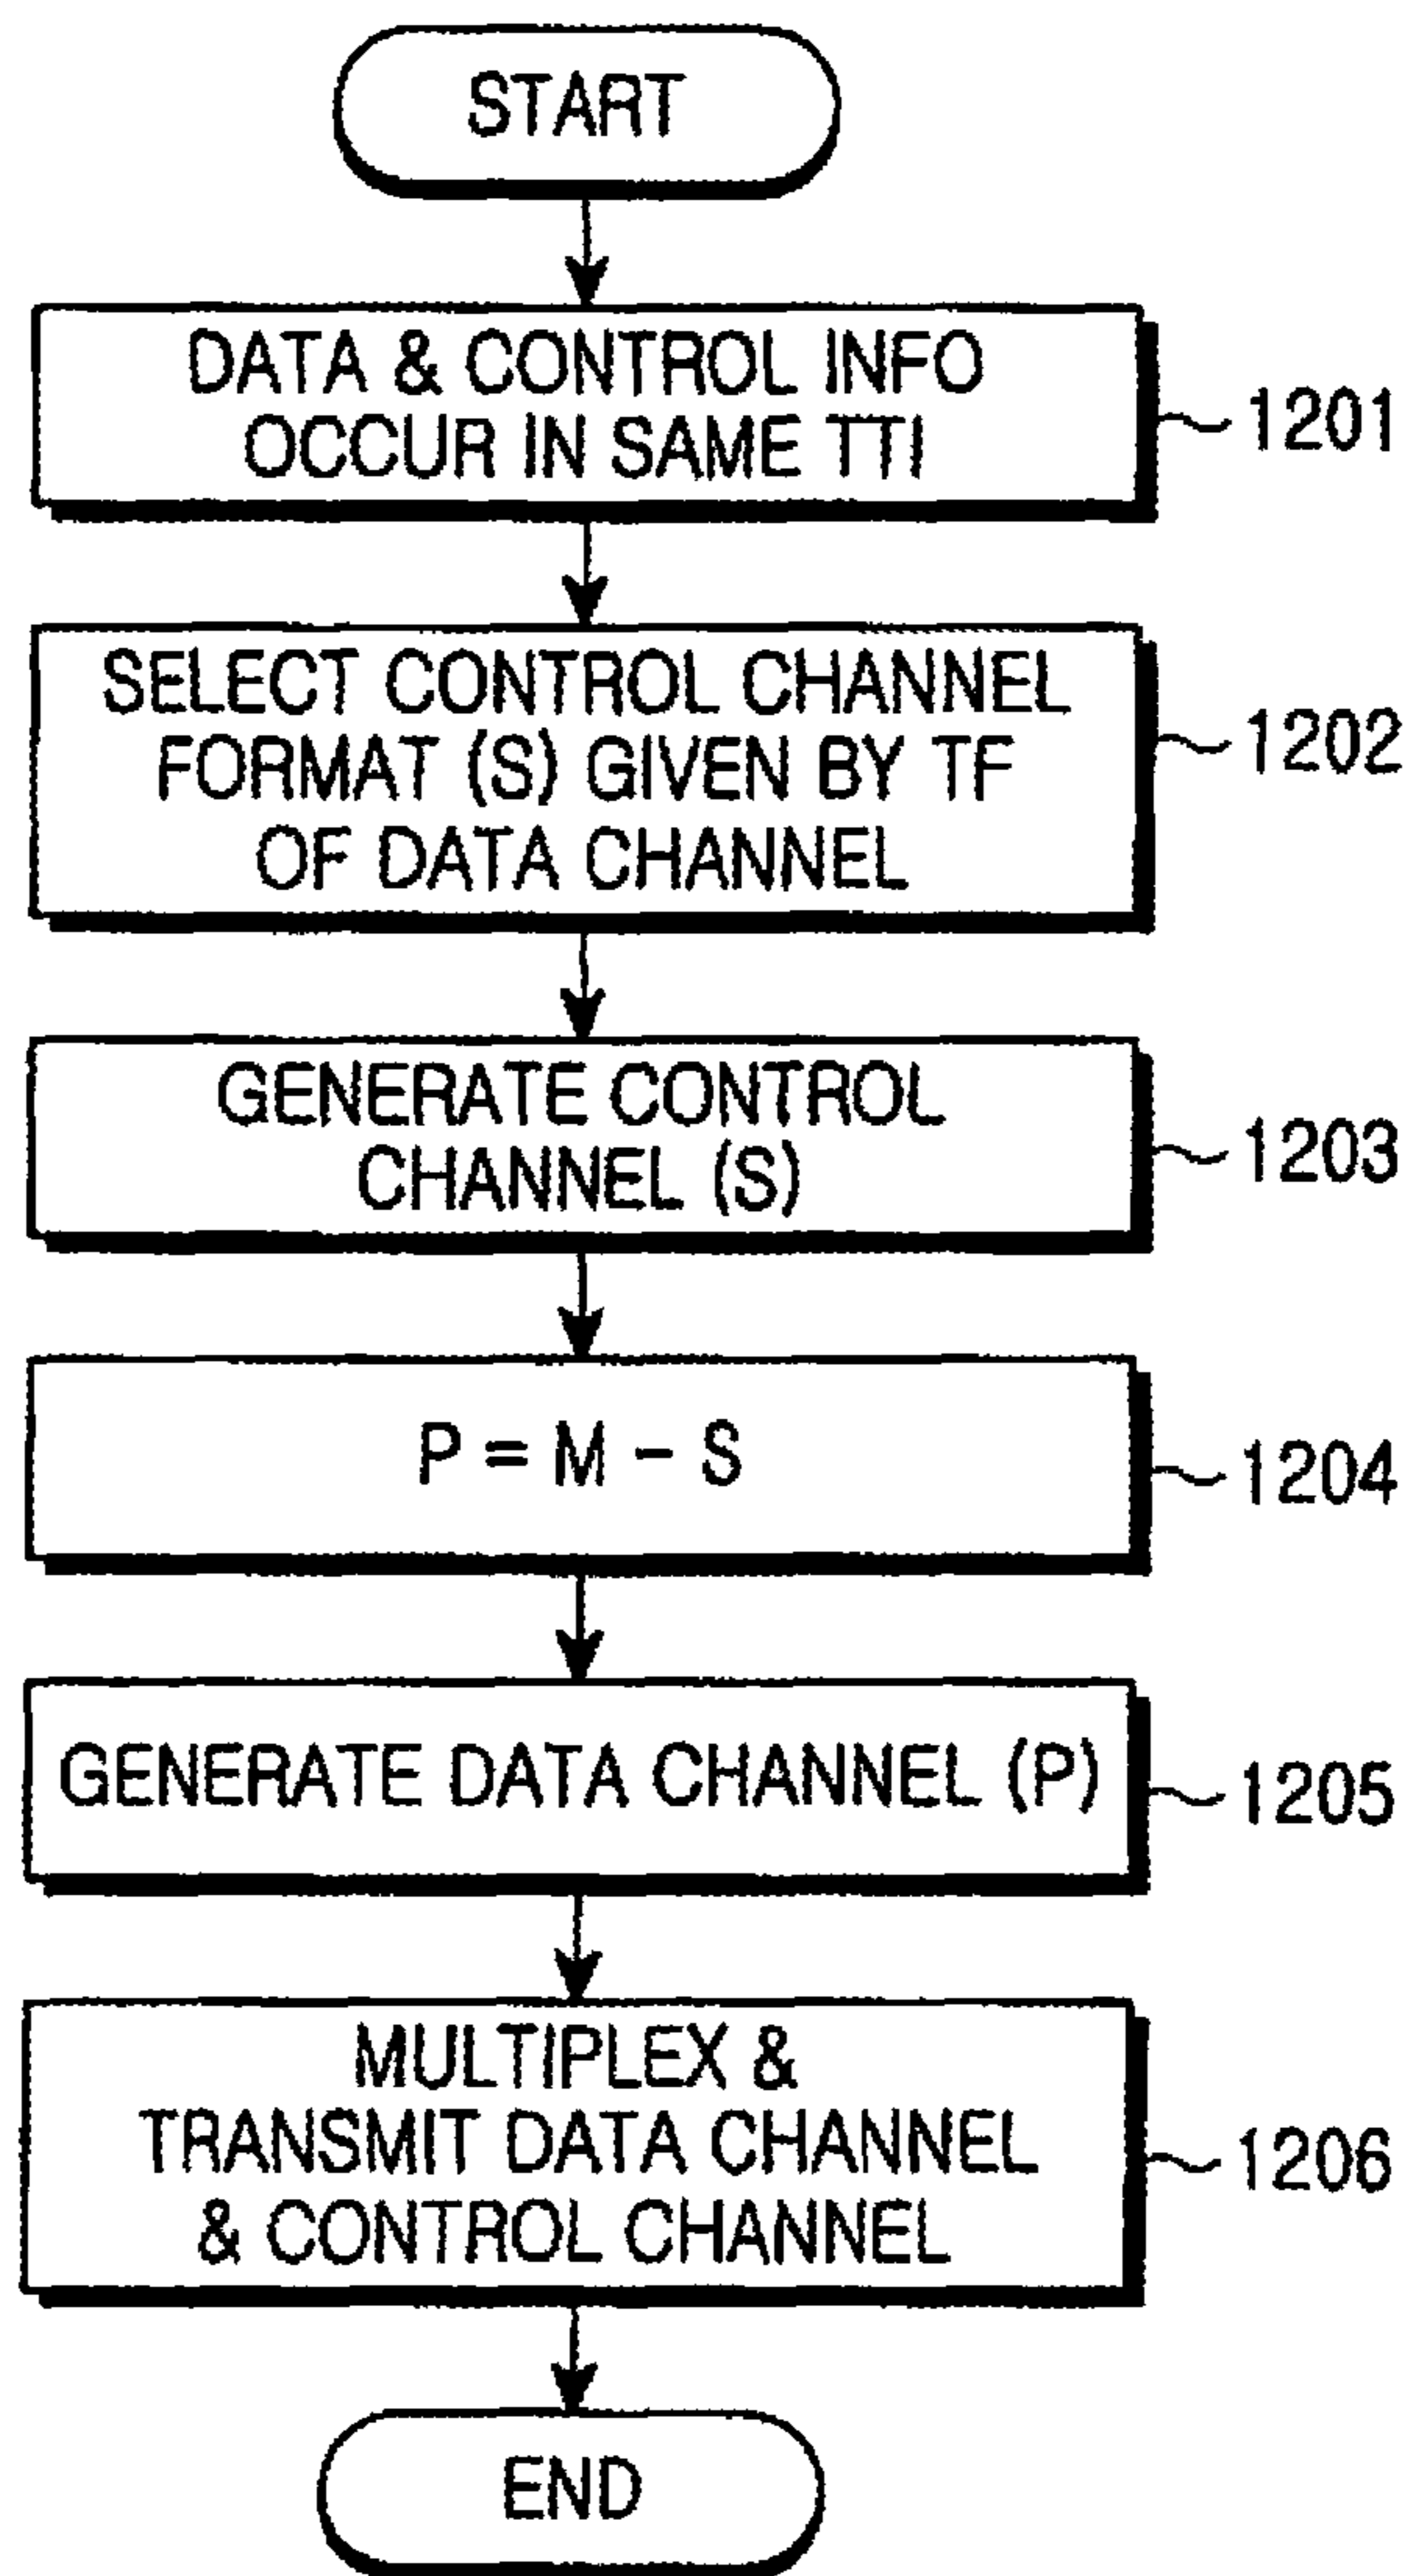 START
DATA & CONTROL INFO
OCCUR IN SAME TTI
1201
SELECT CONTROL CHANNEL
FORMAT (S) GIVEN BY TF
OF DATA CHANNEL
1202
GENERATE CONTROL
CHANNEL (S)
1203
P = M - S
1204
GENERATE DATA CHANNEL (P)
1205
MULTIPLEX &
TRANSMIT DATA CHANNEL
& CONTROL CHANNEL
1206
END